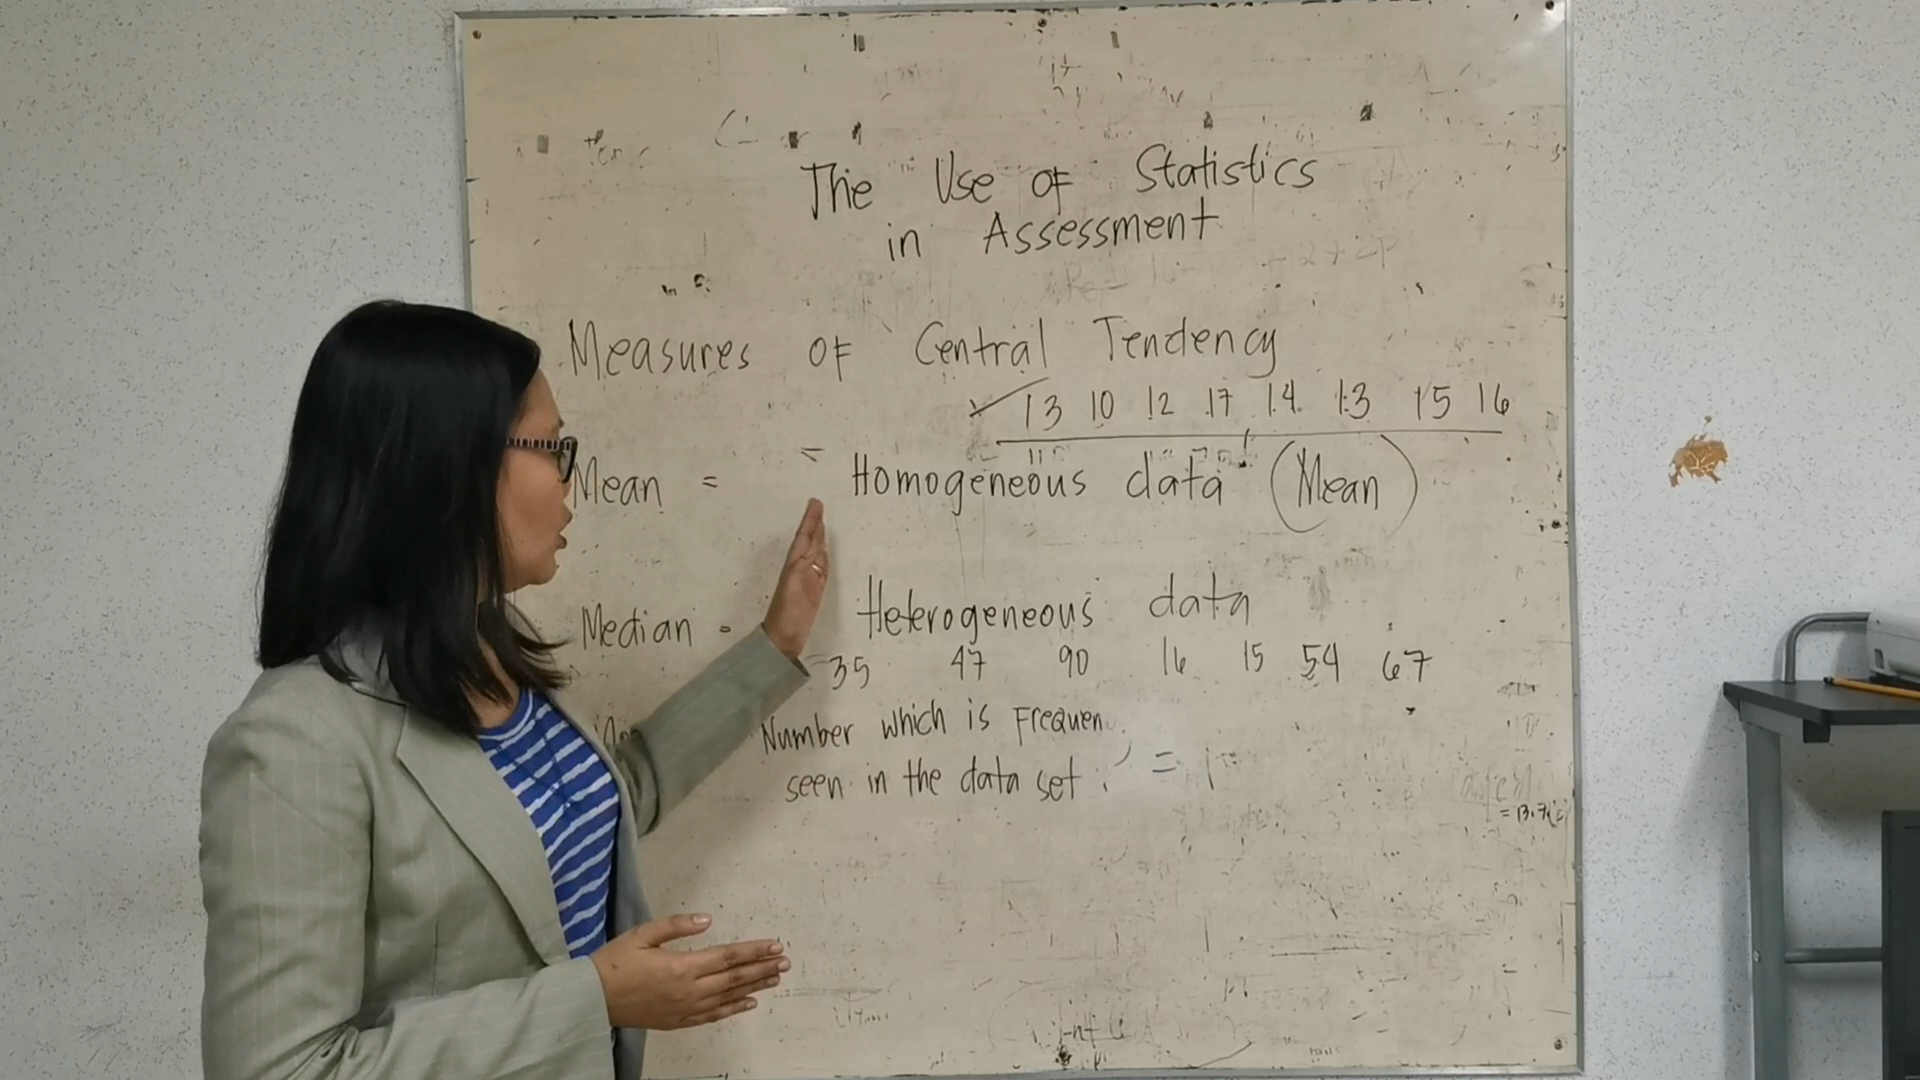 The Use of Statistics
in Assessment
Measures of Central Tendency
13 10 12 17 14 13 15 16
Mean = = Homogeneous data (Mean)
Median = Heterogeneous data
35 47 90 16 15 54 67
Number which is Frequen
seen in the data set. =
= 13.7